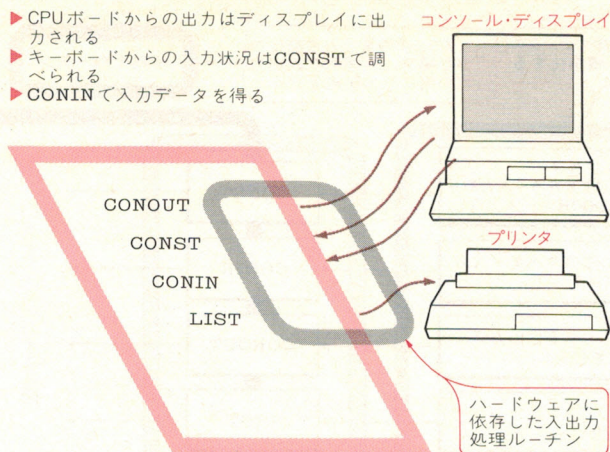 ▶CPUボードからの出力はディスプレイに出
力される
▶キーボードからの入力状況はCONSTで調
べられる
▶CONINで入力データを得る
コンソール・ディスプレイ
CONOUT
CONST
CONIN
LIST
プリンタ
ハードウェアに
依存した入出力
処理ルーチン